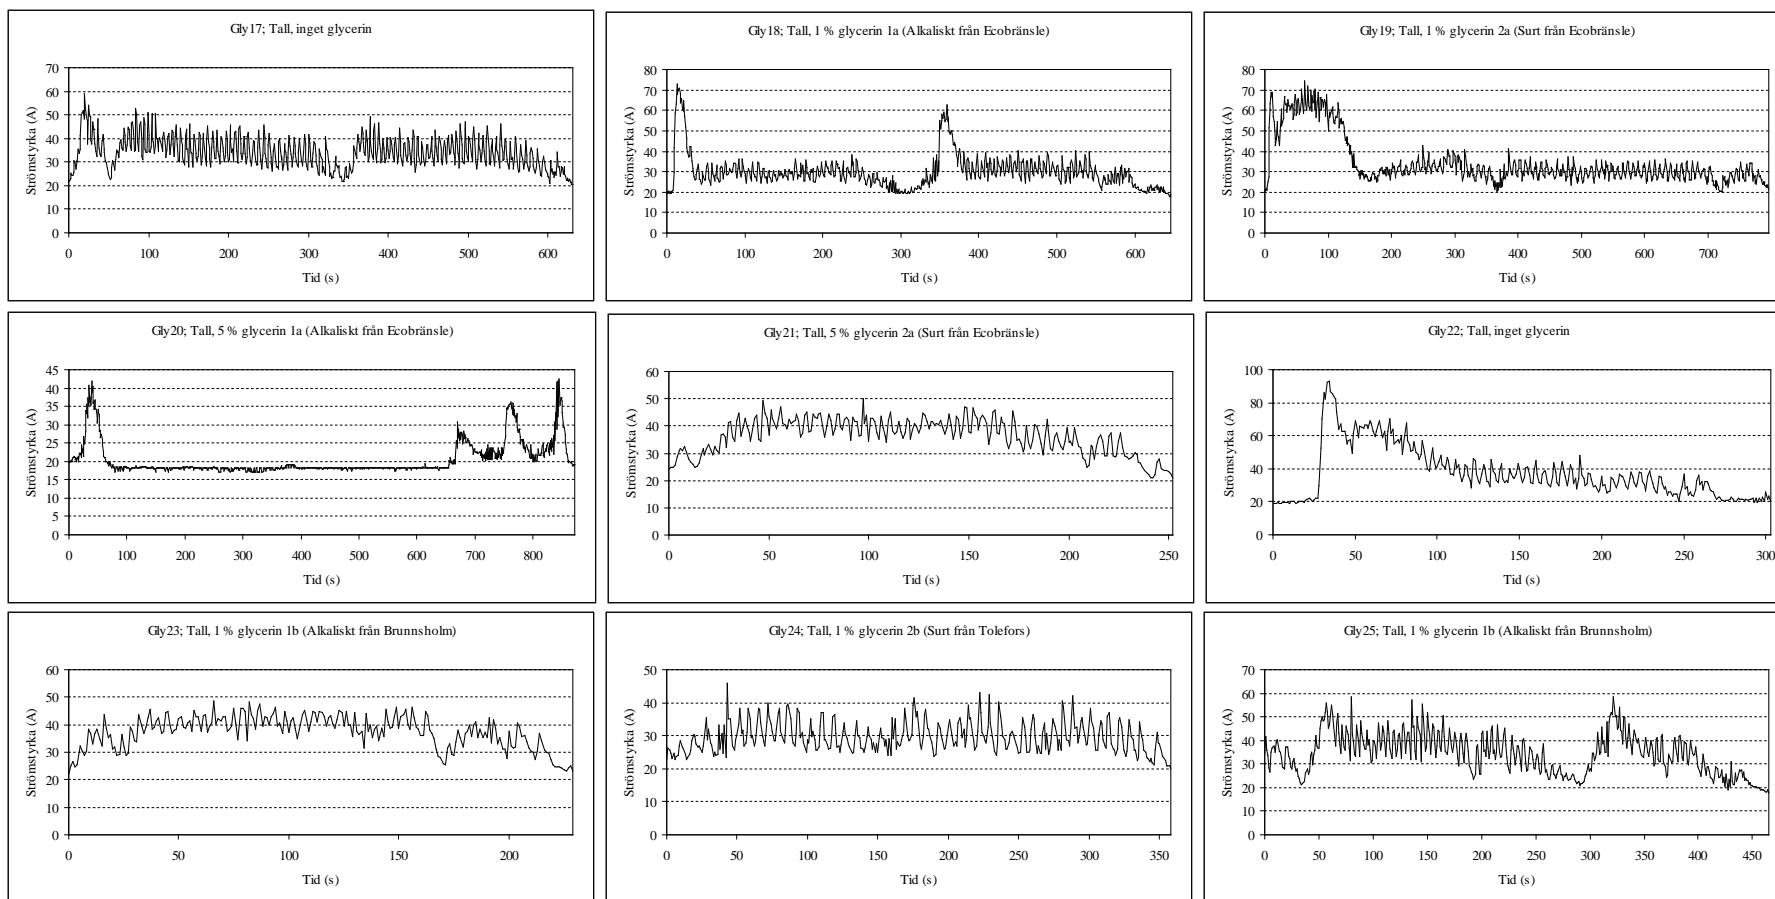 Gly17; Tall, inget glycerin
Strömstyrka (A)
70
60
50
40
30
20
10
0
0 100 200 300 400 500 600
Tid (s)
Gly18; Tall, 1 % glycerin 1a (Alkaliskt från Ecobränsle)
Strömstyrka (A)
80
70
60
50
40
30
20
10
0
0 100 200 300 400 500 600
Tid (s)
Gly19; Tall, 1 % glycerin 2a (Surt från Ecobränsle)
Strömstyrka (A)
80
70
60
50
40
30
20
10
0
0 100 200 300 400 500 600 700
Tid (s)
Gly20; Tall, 5 % glycerin 1a (Alkaliskt från Ecobränsle)
Strömstyrka (A)
45
40
35
30
25
20
15
10
5
0
0 100 200 300 400 500 600 700 800
Tid (s)
Gly21; Tall, 5 % glycerin 2a (Surt från Ecobränsle)
Strömstyrka (A)
60
50
40
30
20
10
0
0 50 100 150 200 250
Tid (s)
Gly22; Tall, inget glycerin
Strömstyrka (A)
100
80
60
40
20
0
0 50 100 150 200 250 300
Tid (s)
Gly23; Tall, 1 % glycerin 1b (Alkaliskt från Brunnsholm)
Strömstyrka (A)
60
50
40
30
20
10
0
0 50 100 150 200
Tid (s)
Gly24; Tall, 1 % glycerin 2b (Surt från Tolefors)
Strömstyrka (A)
50
40
30
20
10
0
0 50 100 150 200 250 300 350
Tid (s)
Gly25; Tall, 1 % glycerin 1b (Alkaliskt från Brunnsholm)
Strömstyrka (A)
70
60
50
40
30
20
10
0
0 50 100 150 200 250 300 350 400 450
Tid (s)